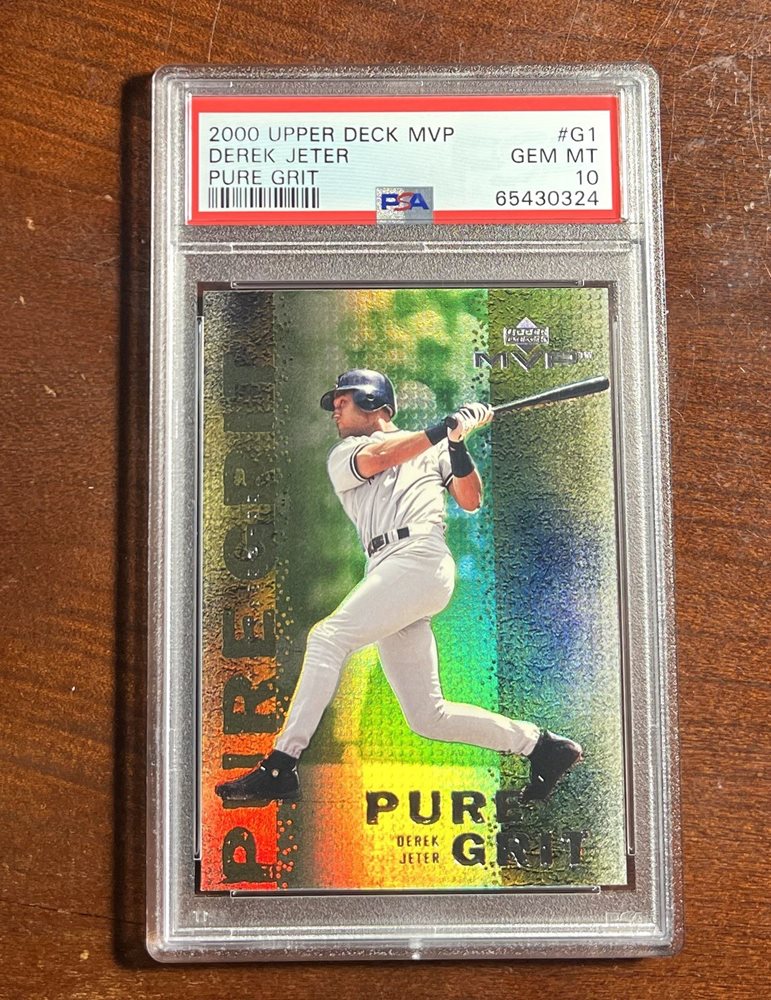 2000 UPPER DECK MVP #G1
DEREK JETER GEM MT
PURE GRIT 10
PSA 65430324
UPPER DECK
MVP
PURE GRIT
PURE
DEREK
JETER GRIT